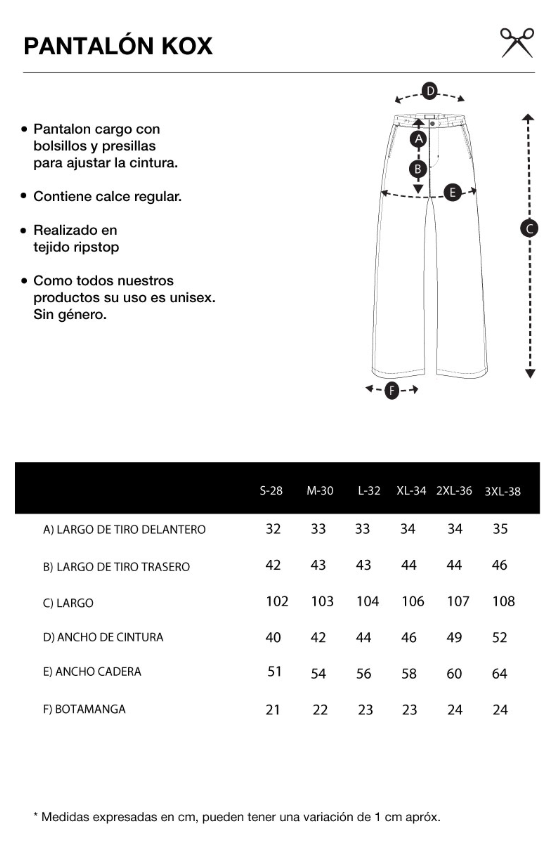 PANTALÓN KOX
• Pantalon cargo con
bolsillos y presillas
para ajustar la cintura.
• Contiene calce regular.
• Realizado en
tejido ripstop
• Como todos nuestros
productos su uso es unisex.
Sin género.
D
A
B
E
C
F
S-28 M-30 L-32 XL-34 2XL-36 3XL-38
A) LARGO DE TIRO DELANTERO 32 33 33 34 34 35
B) LARGO DE TIRO TRASERO 42 43 43 44 44 46
C) LARGO 102 103 104 106 107 108
D) ANCHO DE CINTURA 40 42 44 46 49 52
E) ANCHO CADERA 51 54 56 58 60 64
F) BOTAMANGA 21 22 23 23 24 24
* Medidas expresadas en cm, pueden tener una variación de 1 cm apróx.